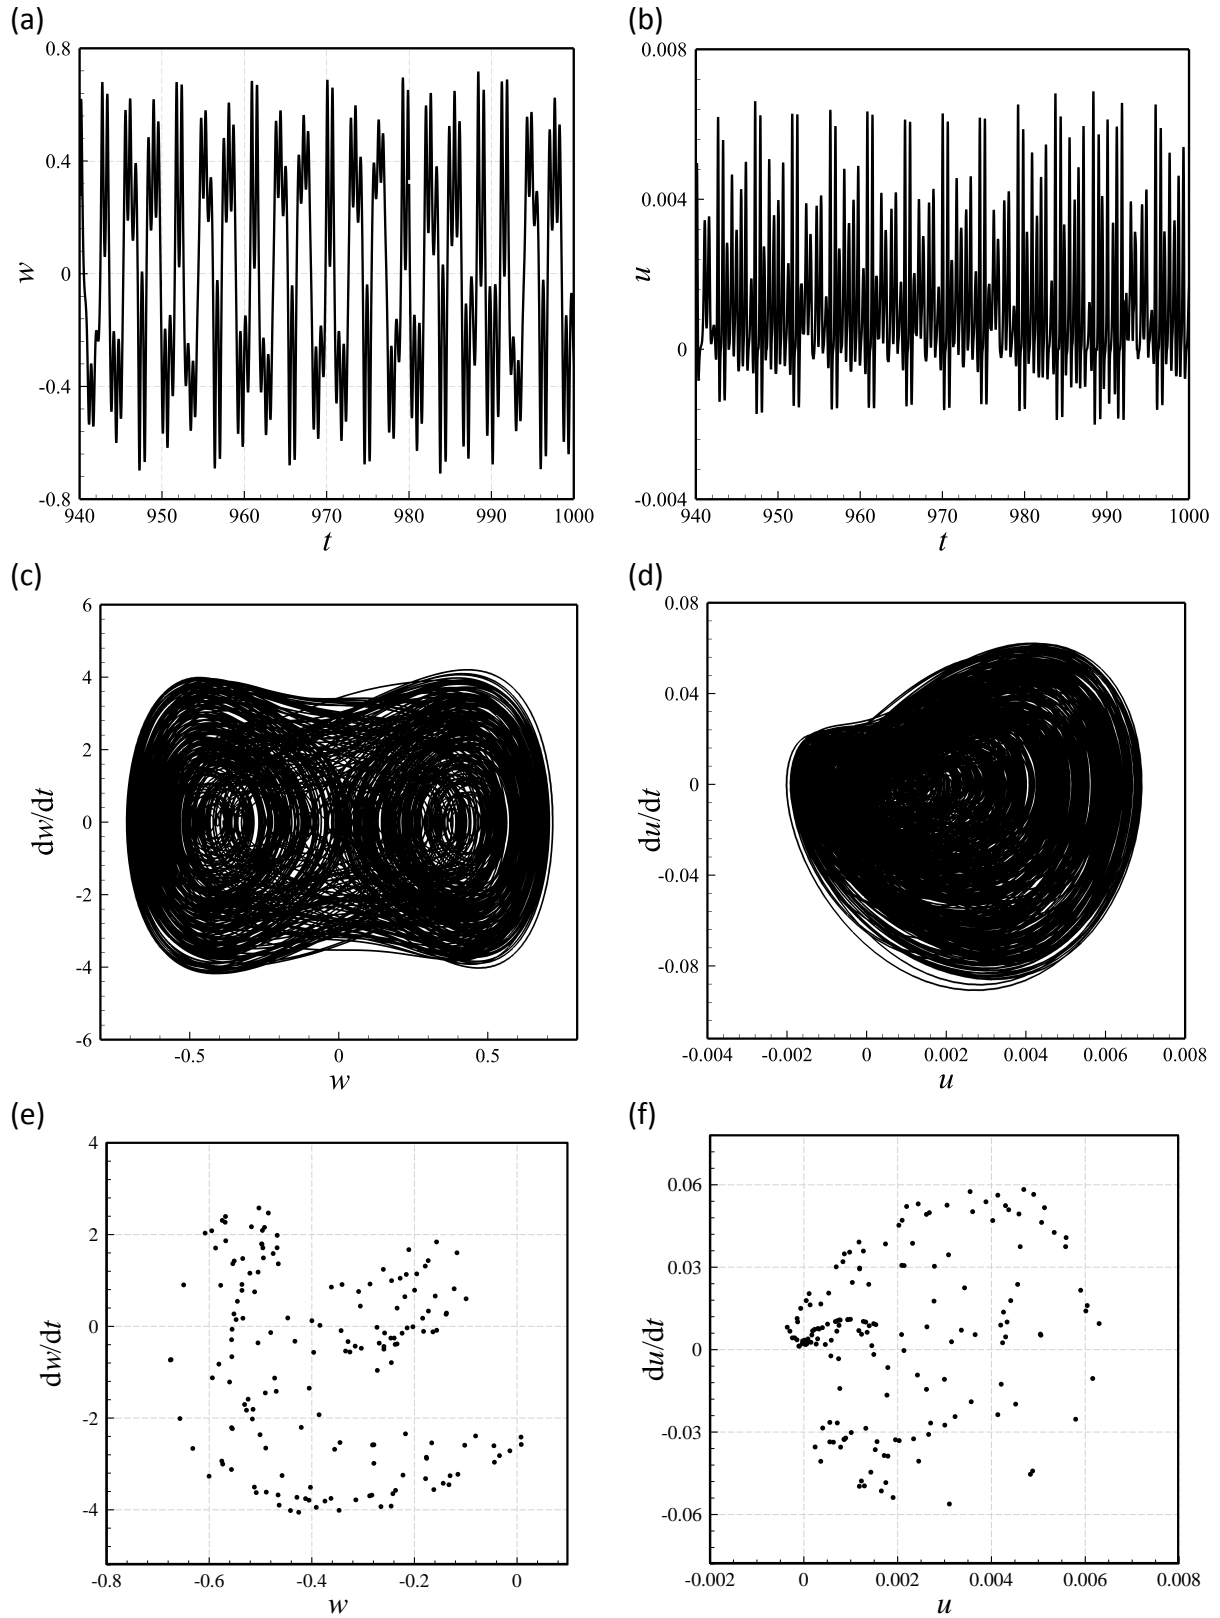 (a)
(b)
0.8
0.4
0
-0.4
-0.8
w
940 950 960 970 980 990 1000
t
0.008
0.004
0
-0.004
u
940 950 960 970 980 990 1000
t
(c)
(d)
6
4
2
0
-2
-4
-6
dw/dt
-0.5 0 0.5
w
0.08
0.04
0
-0.04
-0.08
du/dt
-0.004 -0.002 0 0.002 0.004 0.006 0.008
u
(e)
(f)
4
2
0
-2
-4
dw/dt
-0.8 -0.6 -0.4 -0.2 0
w
0.06
0.03
0
-0.03
-0.06
du/dt
-0.002 0 0.002 0.004 0.006 0.008
u